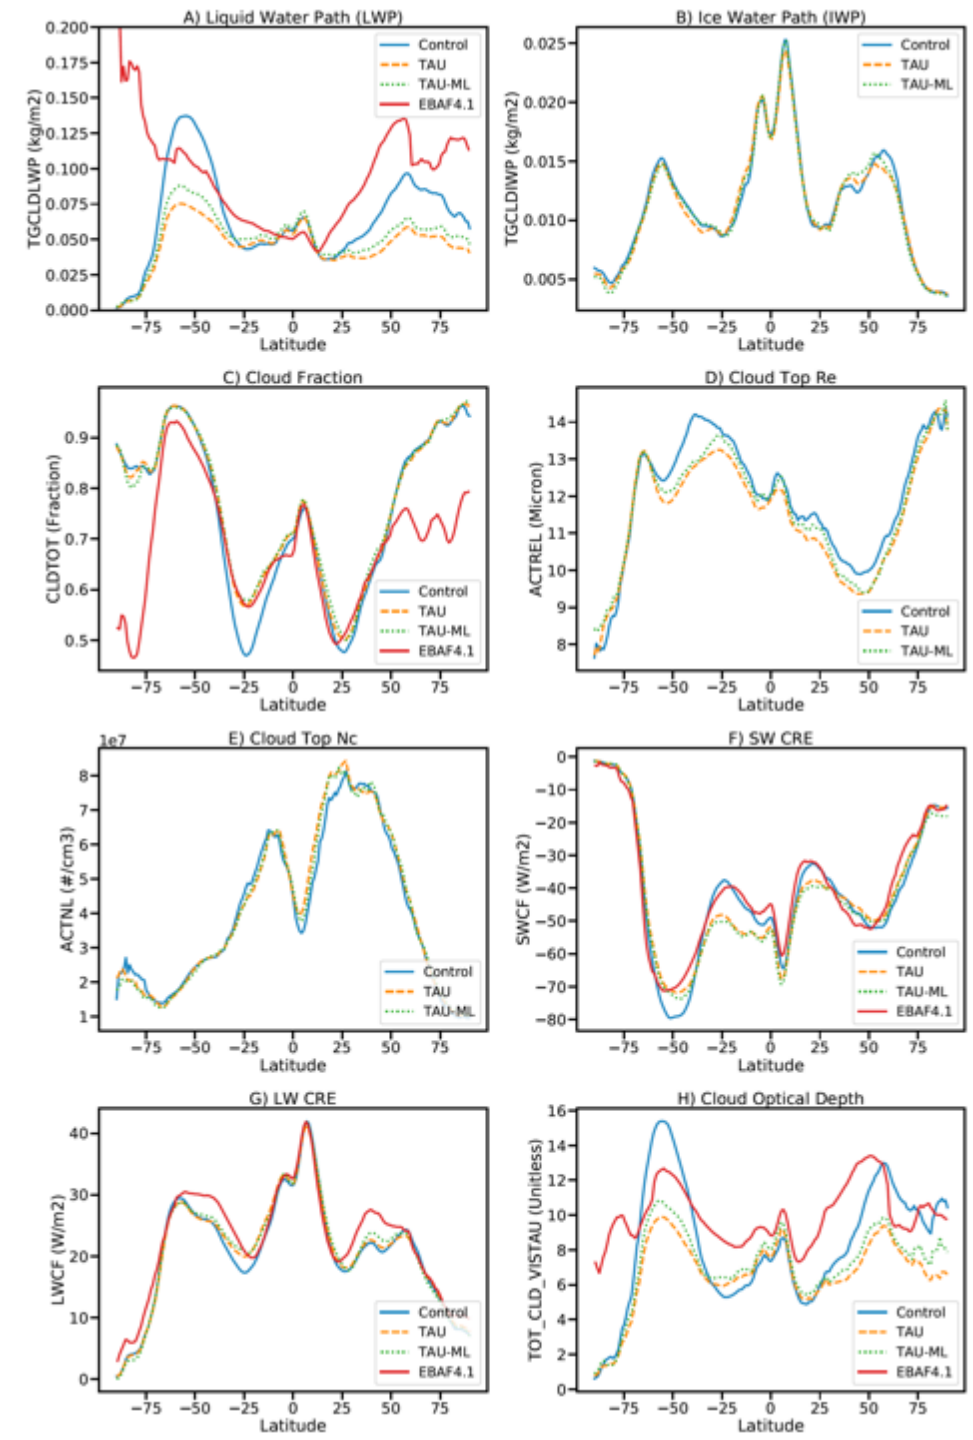 A) Liquid Water Path (LWP)
TGCLDLWP (kg/m2)
0.200
0.175
0.150
0.125
0.100
0.075
0.050
0.025
0.000
−75 −50 −25 0 25 50 75
Latitude
Control
TAU
TAU-ML
EBAF4.1
B) Ice Water Path (IWP)
TGCLDIWP (kg/m2)
0.025
0.020
0.015
0.010
0.005
−75 −50 −25 0 25 50 75
Latitude
Control
TAU
TAU-ML
C) Cloud Fraction
CLDTOT (Fraction)
0.9
0.8
0.7
0.6
0.5
−75 −50 −25 0 25 50 75
Latitude
Control
TAU
TAU-ML
EBAF4.1
D) Cloud Top Re
ACTREL (Micron)
14
13
12
11
10
9
8
−75 −50 −25 0 25 50 75
Latitude
Control
TAU
TAU-ML
E) Cloud Top Nc
1e7
ACTNL (#/cm3)
8
7
6
5
4
3
2
1
−75 −50 −25 0 25 50 75
Latitude
Control
TAU
TAU-ML
F) SW CRE
SWCF (W/m2)
0
−10
−20
−30
−40
−50
−60
−70
−80
−75 −50 −25 0 25 50 75
Latitude
Control
TAU
TAU-ML
EBAF4.1
G) LW CRE
LWCF (W/m2)
40
30
20
10
0
−75 −50 −25 0 25 50 75
Latitude
Control
TAU
TAU-ML
EBAF4.1
H) Cloud Optical Depth
TOT_CLD_VISTAU (Unitless)
16
14
12
10
8
6
4
2
0
−75 −50 −25 0 25 50 75
Latitude
Control
TAU
TAU-ML
EBAF4.1